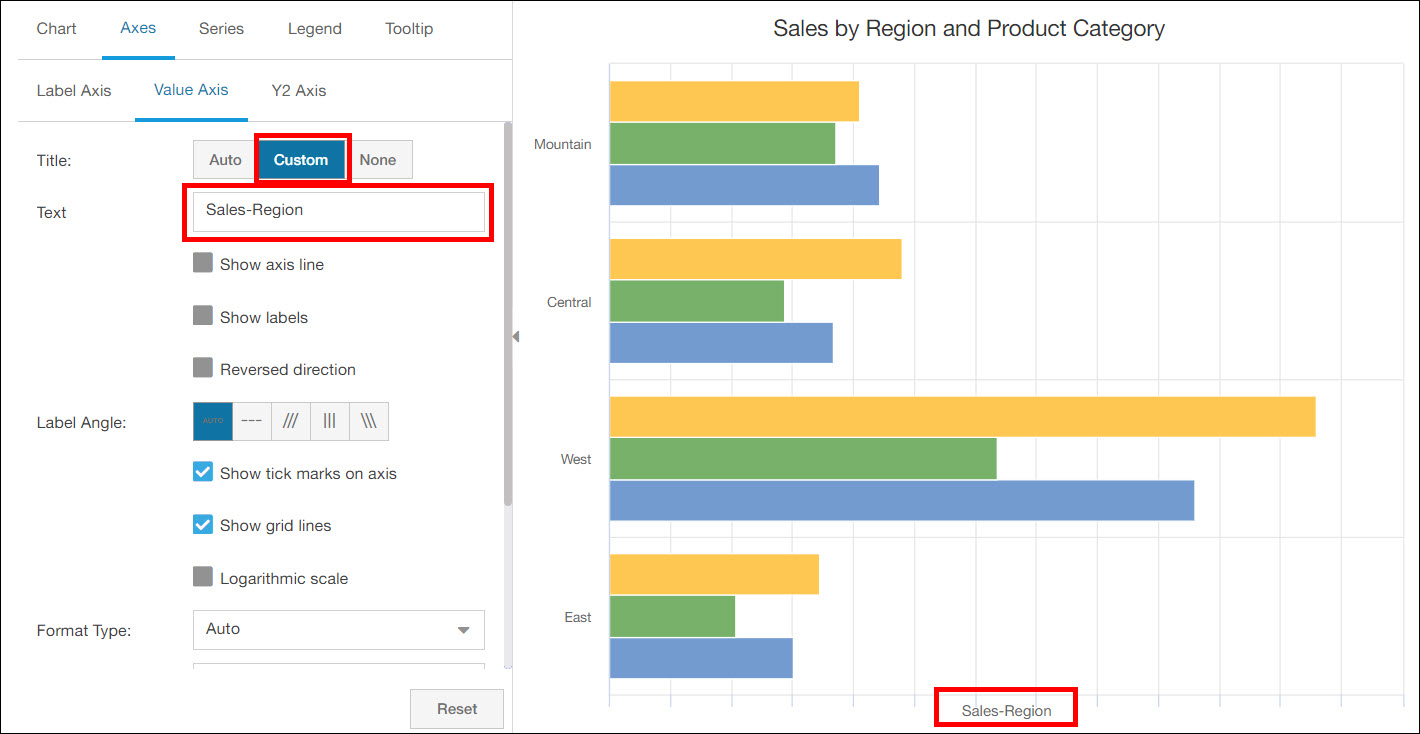 Chart Axes Series Legend Tooltip
Label Axis Value Axis Y2 Axis
Title: Auto Custom None
Text Sales-Region
Show axis line
Show labels
Reversed direction
Label Angle: AUTO --- /// ||| \\\
Show tick marks on axis
Show grid lines
Logarithmic scale
Format Type: Auto
Reset
Sales by Region and Product Category
Mountain
Central
West
East
Sales-Region